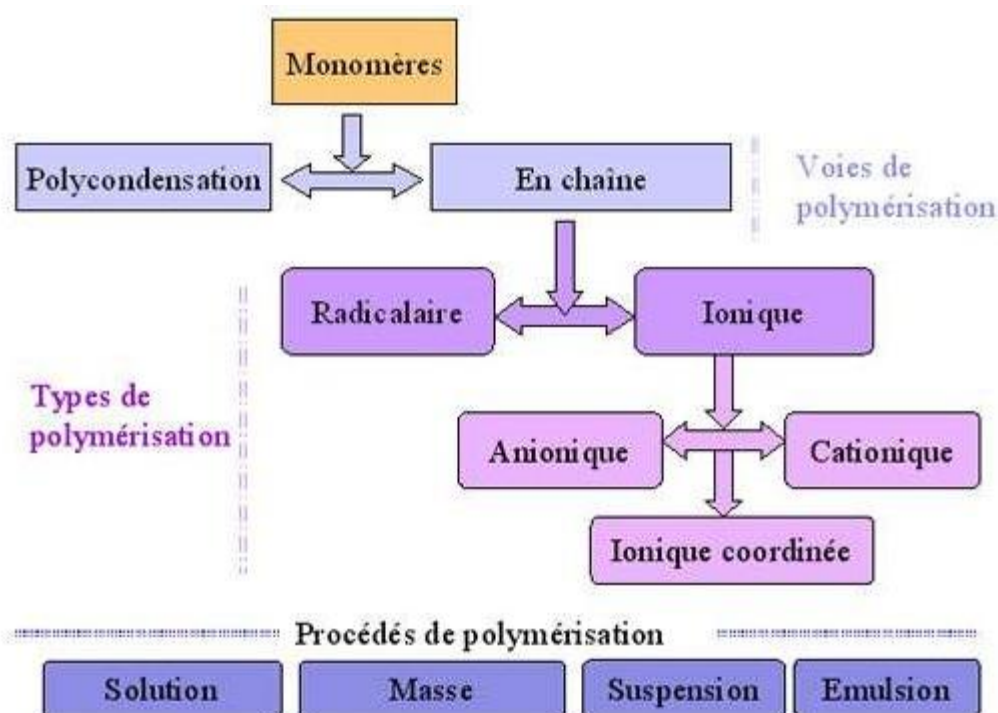 Monomères
Polycondensation
En chaîne
Voies de
polymérisation
Radicalaire
Ionique
Types de
polymérisation
Anionique
Cationique
Ionique coordinée
Procédés de polymérisation
Solution
Masse
Suspension
Emulsion